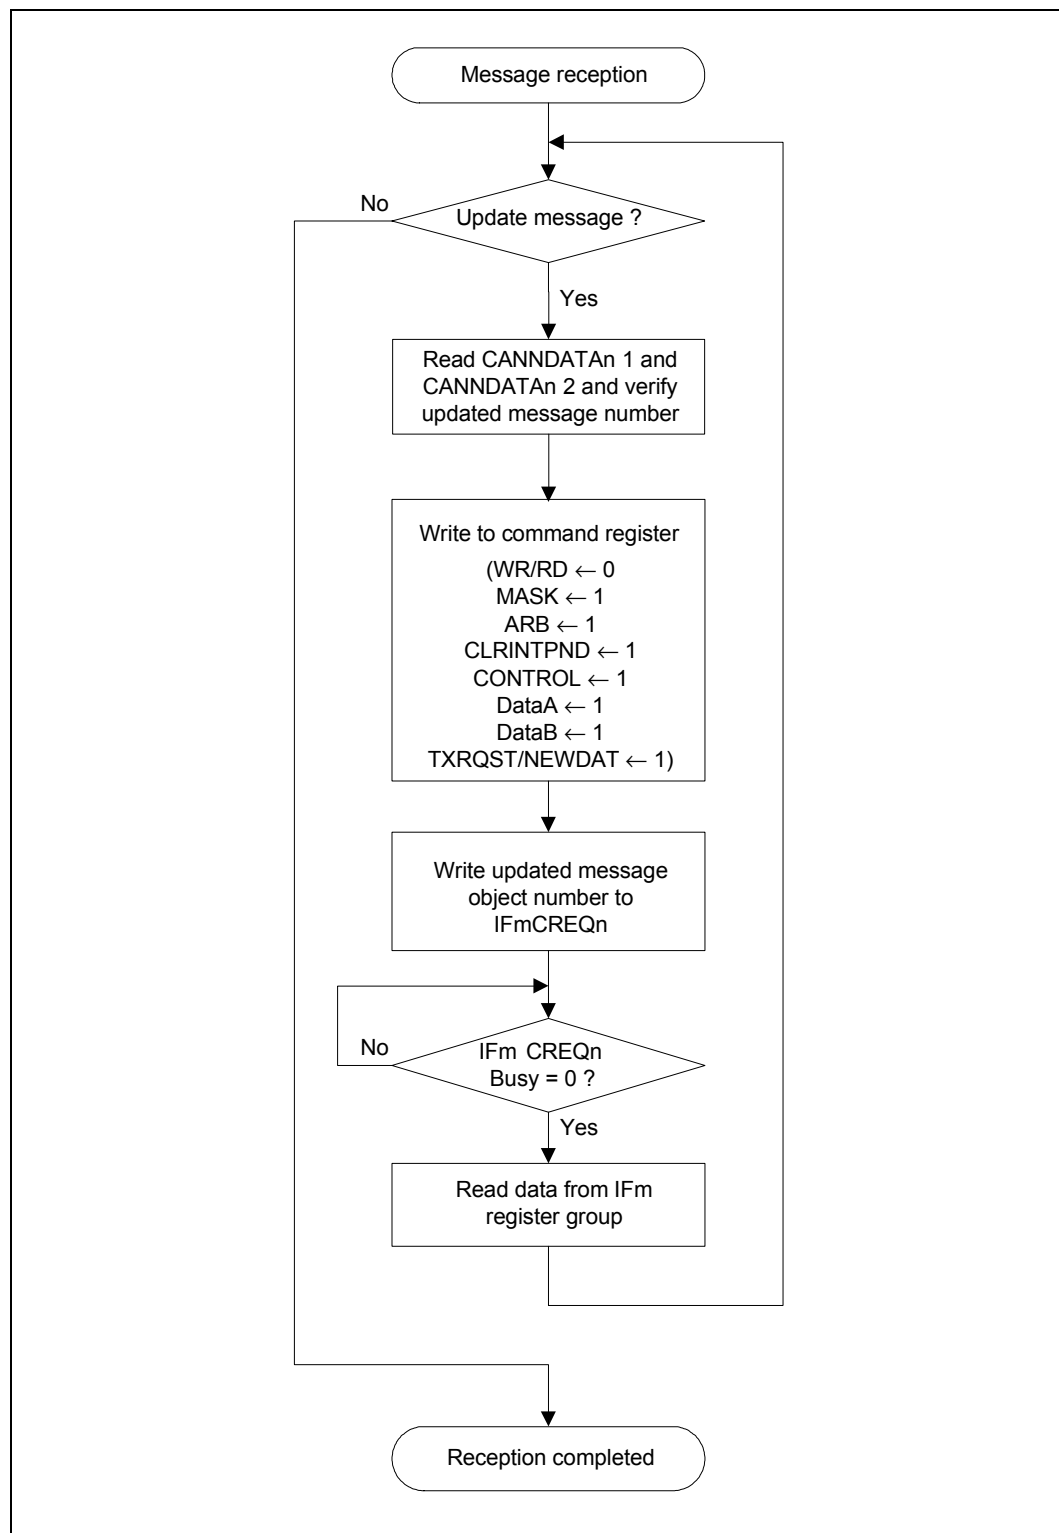 Message reception
No
Update message ?
Yes
Read CANNDATAn 1 and
CANNDATAn 2 and verify
updated message number
Write to command register
(WR/RD ← 0
MASK ← 1
ARB ← 1
CLRINTPND ← 1
CONTROL ← 1
DataA ← 1
DataB ← 1
TXRQST/NEWDAT ← 1)
Write updated message
object number to
IFmCREQn
No
IFm CREQn
Busy = 0 ?
Yes
Read data from IFm
register group
Reception completed